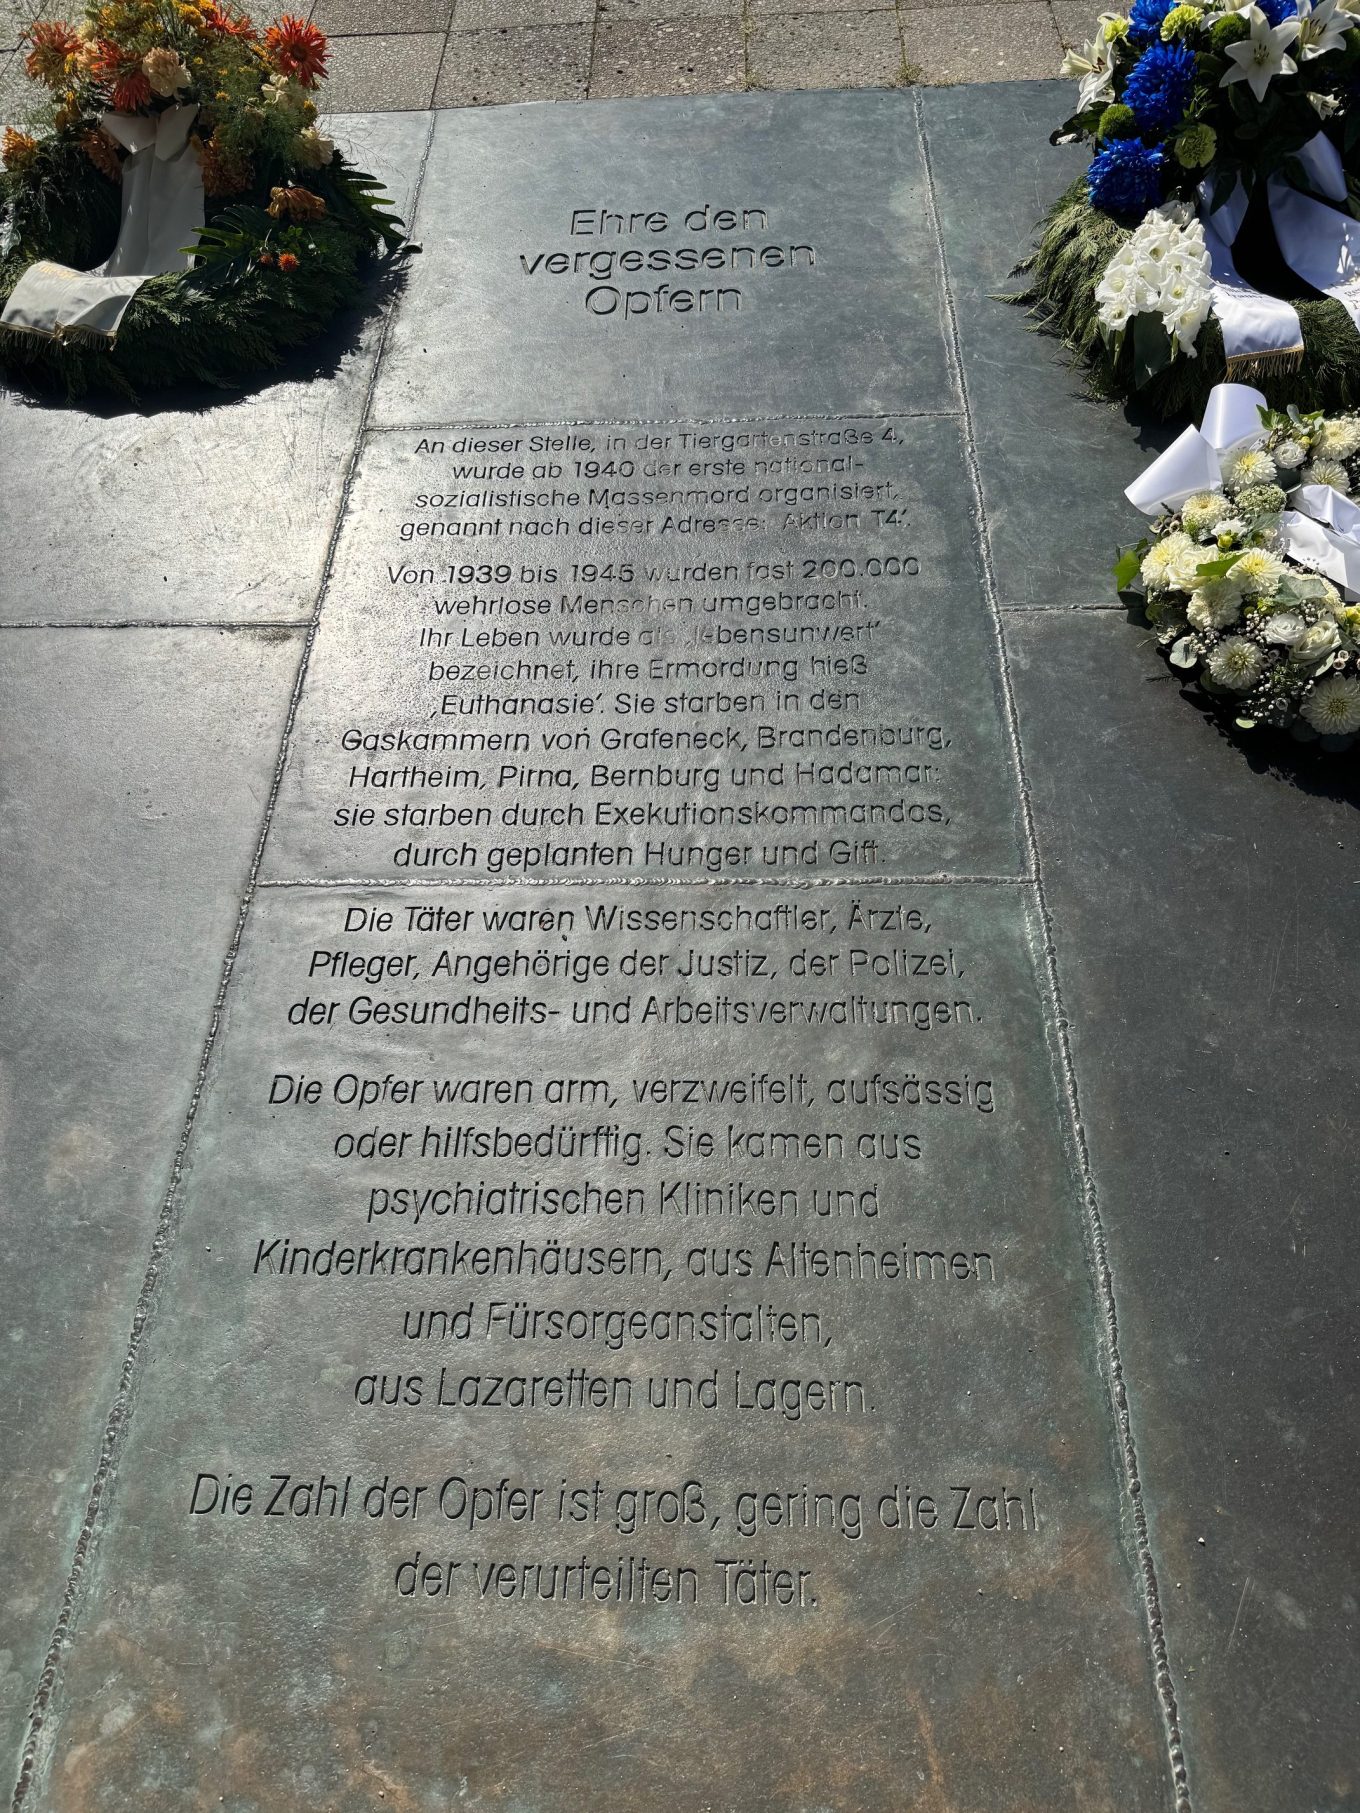 Ehre den
vergessenen
Opfern
An dieser Stelle, in der Tiergartenstraße 4,
wurde ab 1940 der erste national-
sozialistische Massenmord organisiert,
genannt nach dieser Adresse: ‚Aktion T4‘.
Von 1939 bis 1945 wurden fast 200.000
wehrlose Menschen umgebracht.
Ihr Leben wurde als ‚lebensunwert‘
bezeichnet, ihre Ermordung hieß
‚Euthanasie‘. Sie starben in den
Gaskammern von Grafeneck, Brandenburg,
Hartheim, Pirna, Bernburg und Hadamar:
sie starben durch Exekutionskommandos,
durch geplanten Hunger und Gift.
Die Täter waren Wissenschaftler, Ärzte,
Pfleger, Angehörige der Justiz, der Polizei,
der Gesundheits- und Arbeitsverwaltungen.
Die Opfer waren arm, verzweifelt, aufsässig
oder hilfsbedürftig. Sie kamen aus
psychiatrischen Kliniken und
Kinderkrankenhäusern, aus Altenheimen
und Fürsorgeanstalten,
aus Lazaretten und Lagern.
Die Zahl der Opfer ist groß, gering die Zahl
der verurteilten Täter.